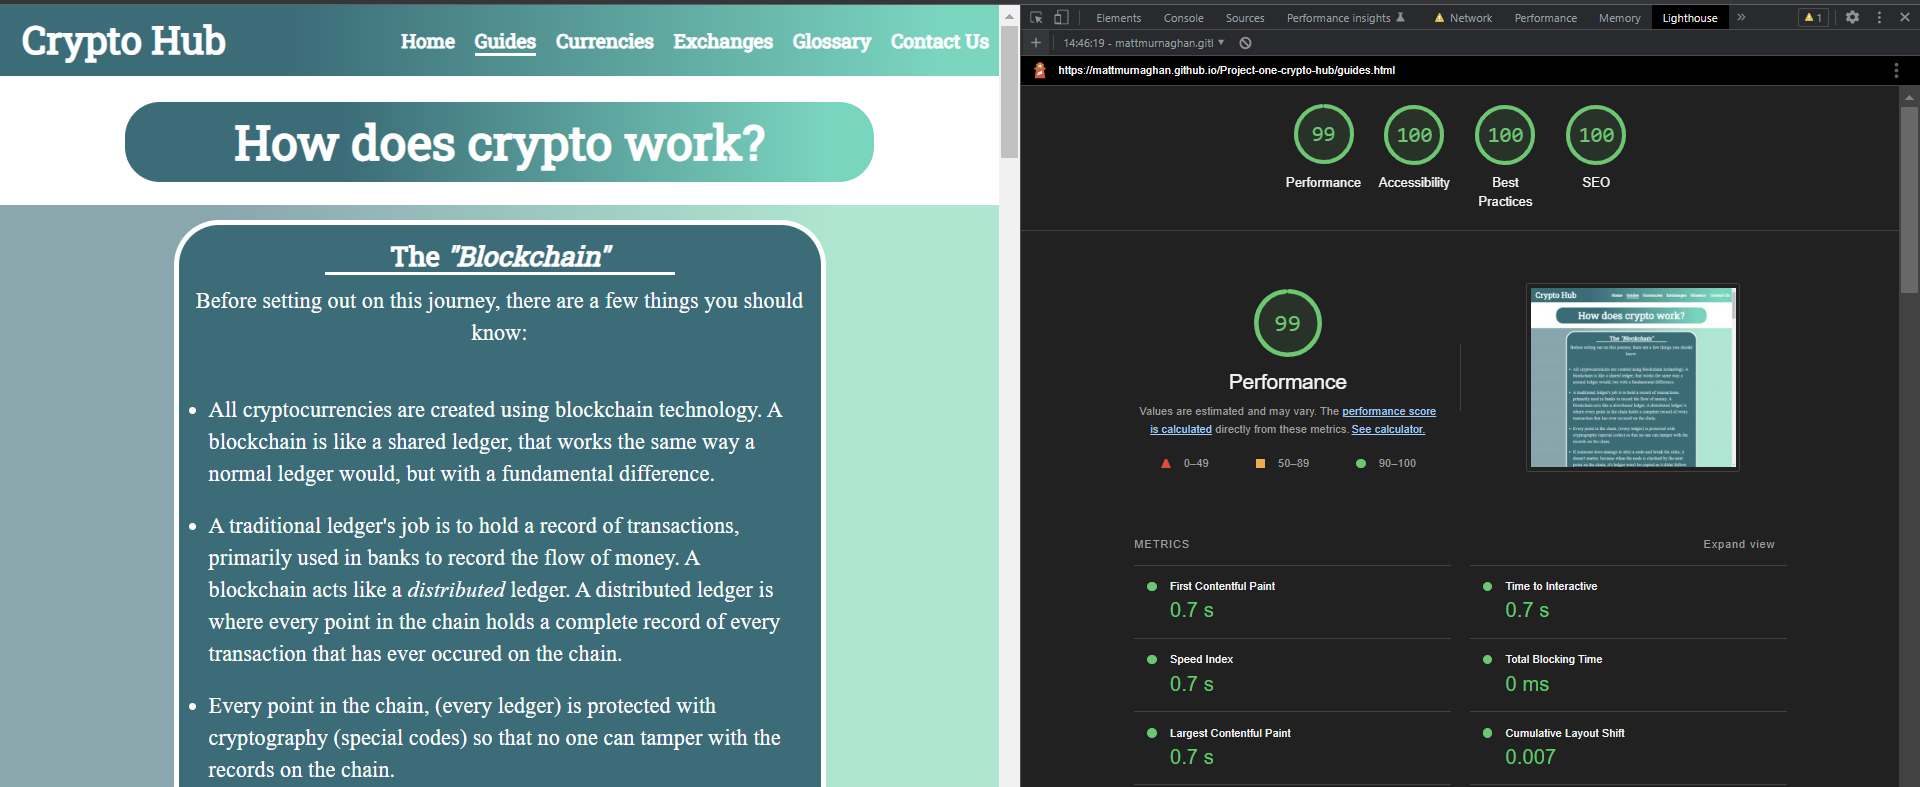 Crypto Hub
Home Guides Currencies Exchanges Glossary Contact Us
How does crypto work?
The "Blockchain"
Before setting out on this journey, there are a few things you should
know:
• All cryptocurrencies are created using blockchain technology. A
blockchain is like a shared ledger, that works the same way a
normal ledger would, but with a fundamental difference.
• A traditional ledger's job is to hold a record of transactions,
primarily used in banks to record the flow of money. A
blockchain acts like a distributed ledger. A distributed ledger is
where every point in the chain holds a complete record of every
transaction that has ever occured on the chain.
• Every point in the chain, (every ledger) is protected with
cryptography (special codes) so that no one can tamper with the
records on the chain.
Elements Console Sources Performance insights Network Performance Memory Lighthouse » 1
14:46:19 - mattmurnaghan.gitl
https://mattmurnaghan.github.io/Project-one-crypto-hub/guides.html
99 100 100 100
Performance Accessibility Best Practices SEO
99
Performance
Values are estimated and may vary. The performance score
is calculated directly from these metrics. See calculator.
0–49 50–89 90–100
Crypto Hub
How does crypto work?
The "Blockchain"
METRICS Expand view
First Contentful Paint
0.7 s
Time to Interactive
0.7 s
Speed Index
0.7 s
Total Blocking Time
0 ms
Largest Contentful Paint
0.7 s
Cumulative Layout Shift
0.007